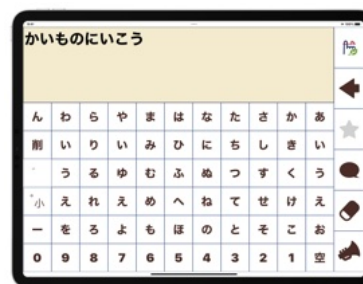 かいものにいこう
ん わ ら や ま は な た さ か あ
削 い り い み ひ に ち し き い
゛ う る ゆ む ふ ぬ つ す く う
゜小 え れ え め へ ね て せ け え
ー を ろ よ も ほ の と そ こ お
0 9 8 7 6 5 4 3 2 1 空